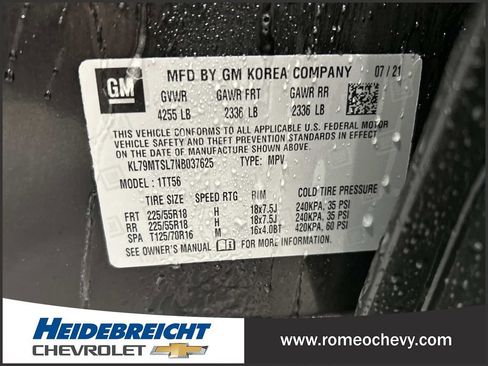 GM MFD BY GM KOREA COMPANY 07/21
GVWR GAWR FRT GAWR RR
4255 LB 2336 LB 2336 LB
THIS VEHICLE CONFORMS TO ALL APPLICABLE U.S. FEDERAL MOTOR
VEHICLE SAFETY AND THEFT PREVENTION STANDARDS IN EFFECT
ON THE DATE OF MANUFACTURE SHOWN ABOVE.
KL79MTSL7NB037625 TYPE: MPV
MODEL: 1TT56
TIRE SIZE SPEED RTG RIM COLD TIRE PRESSURE
FRT 225/55R18 H 18x7.5J 240KPA, 35 PSI
RR 225/55R18 H 18x7.5J 240KPA, 35 PSI
SPA T125/70R16 M 16x4.0BT 420KPA, 60 PSI
SEE OWNER'S MANUAL FOR MORE INFORMATION.
HEIDEBREICHT
CHEVROLET
www.romeochevy.com